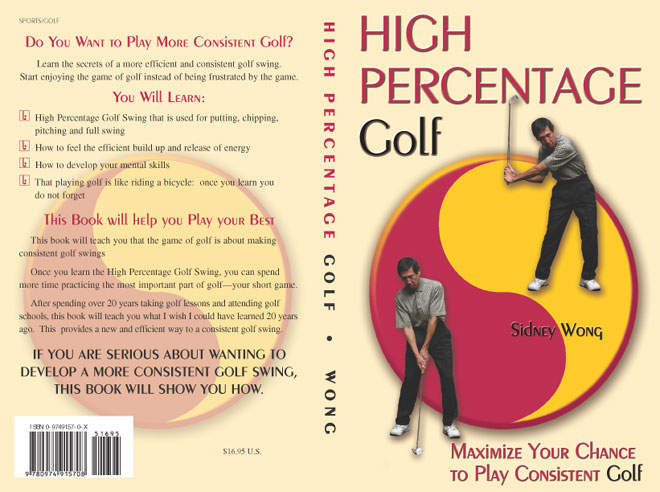 SPORTS/GOLF
Do You Want to Play More Consistent Golf?
Learn the secrets of a more efficient and consistent golf swing.
Start enjoying the game of golf instead of being frustrated by the game.
You Will Learn:
High Percentage Golf Swing that is used for putting, chipping,
pitching and full swing
How to feel the efficient build up and release of energy
How to develop your mental skills
That playing golf is like riding a bicycle: once you learn you
do not forget
This Book will help you Play your Best
This book will teach you that the game of golf is about making
consistent golf swings
Once you learn the High Percentage Golf Swing, you can spend
more time practicing the most important part of golf—your short game.
After spending over 20 years taking golf lessons and attending golf
schools, this book will teach you what I wish I could have learned 20 years
ago. This provides a new and efficient way to a consistent golf swing.
IF YOU ARE SERIOUS ABOUT WANTING TO
DEVELOP A MORE CONSISTENT GOLF SWING,
THIS BOOK WILL SHOW YOU HOW.
ISBN 0-9749157-0-X
51695
9780974915708
$16.95 U.S.
HIGH PERCENTAGE GOLF • WONG
HIGH
PERCENTAGE
Golf
Sidney Wong
Maximize Your Chance
to Play Consistent Golf